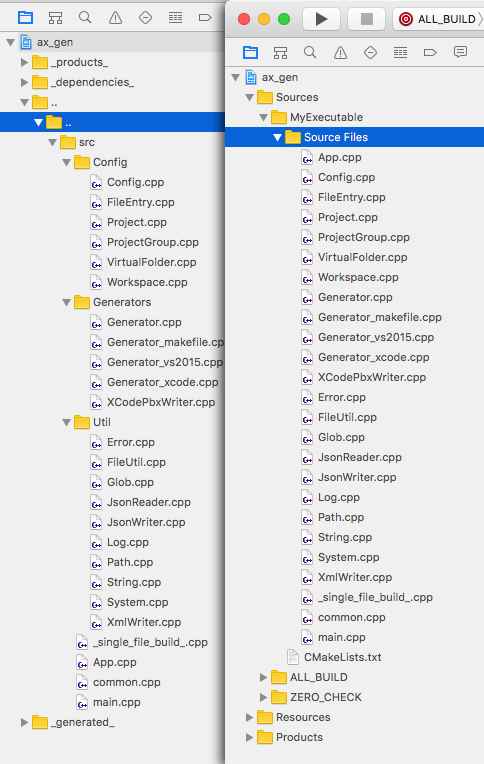 ax_gen
_products_
_dependencies_
..
..
src
Config
Config.cpp
FileEntry.cpp
Project.cpp
ProjectGroup.cpp
VirtualFolder.cpp
Workspace.cpp
Generators
Generator.cpp
Generator_makefile.cp
Generator_vs2015.cpp
Generator_xcode.cpp
XCodePbxWriter.cpp
Util
Error.cpp
FileUtil.cpp
Glob.cpp
JsonReader.cpp
JsonWriter.cpp
Log.cpp
Path.cpp
String.cpp
System.cpp
XmlWriter.cpp
_single_file_build_.cpp
App.cpp
common.cpp
main.cpp
_generated_
ALL_BUILD
ax_gen
Sources
MyExecutable
Source Files
App.cpp
Config.cpp
FileEntry.cpp
Project.cpp
ProjectGroup.cpp
VirtualFolder.cpp
Workspace.cpp
Generator.cpp
Generator_makefile.cpp
Generator_vs2015.cpp
Generator_xcode.cpp
XCodePbxWriter.cpp
Error.cpp
FileUtil.cpp
Glob.cpp
JsonReader.cpp
JsonWriter.cpp
Log.cpp
Path.cpp
String.cpp
System.cpp
XmlWriter.cpp
_single_file_build_.cpp
common.cpp
main.cpp
CMakeLists.txt
ALL_BUILD
ZERO_CHECK
Resources
Products